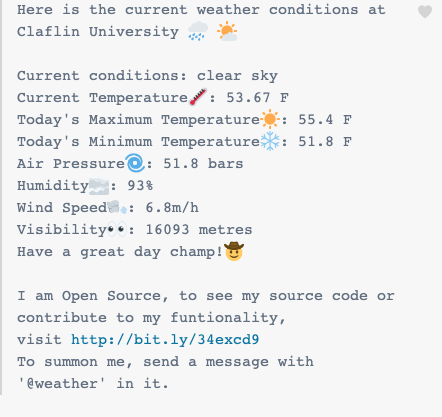 Here is the current weather conditions at
Claflin University 🌧️ 🌥️
Current conditions: clear sky
Current Temperature🌡️: 53.67 F
Today's Maximum Temperature☀️: 55.4 F
Today's Minimum Temperature❄️: 51.8 F
Air Pressure🌀: 51.8 bars
Humidity🌫️: 93%
Wind Speed🌬️: 6.8m/h
Visibility👀: 16093 metres
Have a great day champ!🤠
I am Open Source, to see my source code or
contribute to my funtionality,
visit http://bit.ly/34excd9
To summon me, send a message with
'@weather' in it.